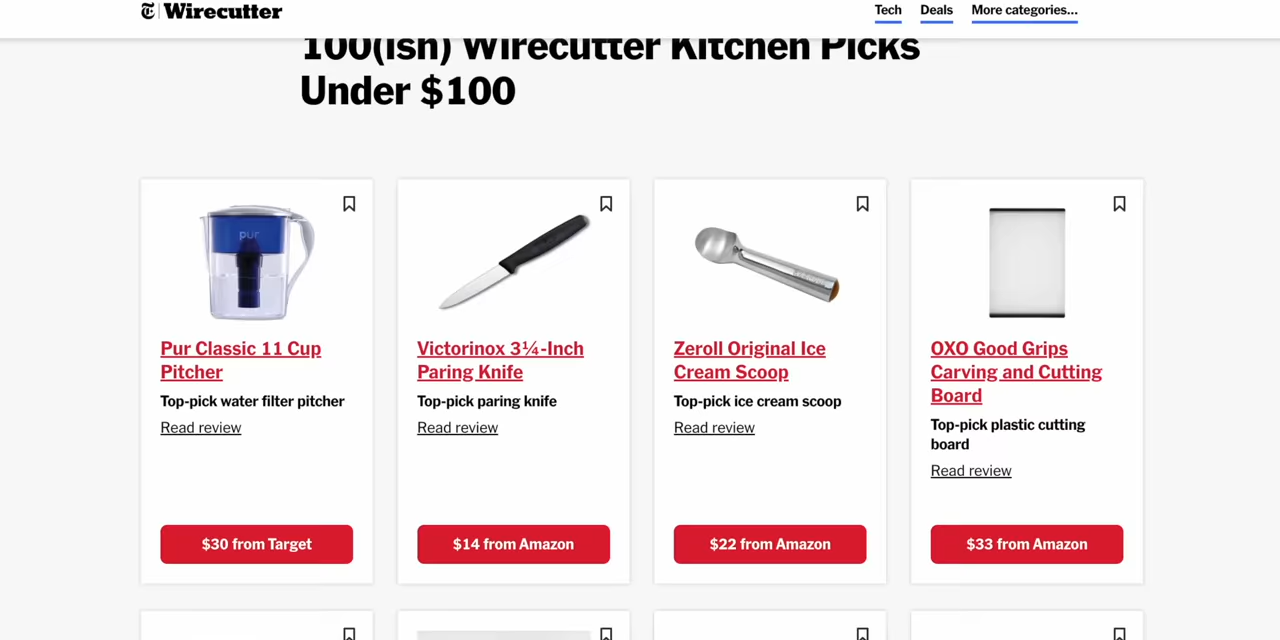 Wirecutter
Tech
Deals
More categories...
100(ish) Wirecutter Kitchen Picks
Under $100
pur
Pur Classic 11 Cup
Pitcher
Top-pick water filter pitcher
Read review
$30 from Target
Victorinox 3¼-Inch
Paring Knife
Top-pick paring knife
Read review
$14 from Amazon
Zeroll Original Ice
Cream Scoop
Top-pick ice cream scoop
Read review
$22 from Amazon
OXO Good Grips
Carving and Cutting
Board
Top-pick plastic cutting
board
Read review
$33 from Amazon